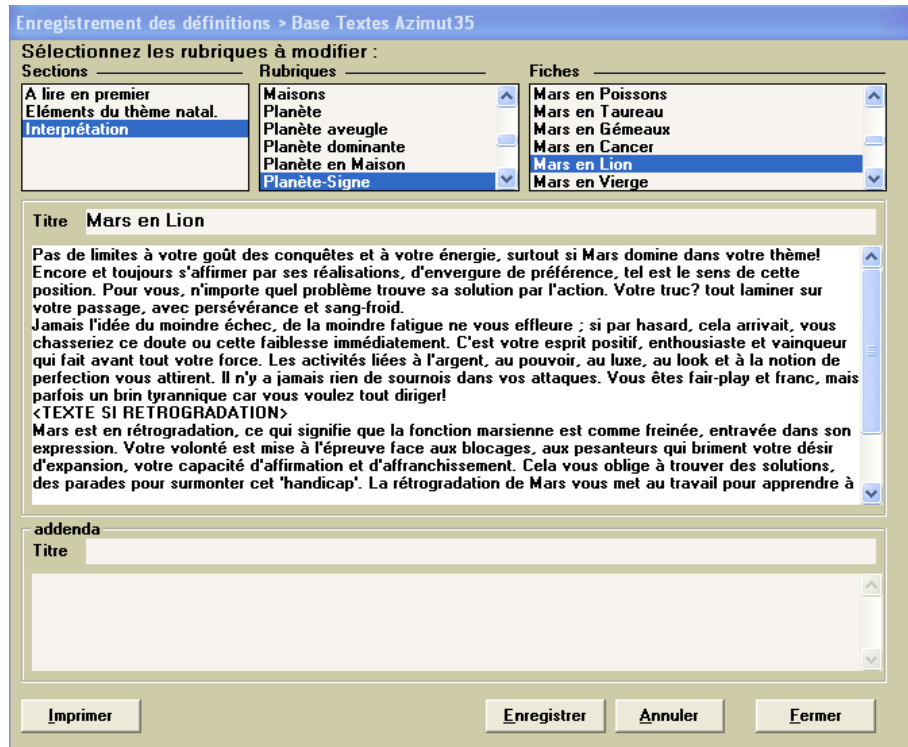 Enregistrement des définitions > Base Textes Azimut35
Sélectionnez les rubriques à modifier :
Sections
A lire en premier
Eléments du thème natal.
Interprétation
Rubriques
Maisons
Planète
Planète aveugle
Planète dominante
Planète en Maison
Planète-Signe
Fiches
Mars en Poissons
Mars en Taureau
Mars en Gémeaux
Mars en Cancer
Mars en Lion
Mars en Vierge
Titre Mars en Lion
Pas de limites à votre goût des conquêtes et à votre énergie, surtout si Mars domine dans votre thème!
Encore et toujours s'affirmer par ses réalisations, d'envergure de préférence, tel est le sens de cette
position. Pour vous, n'importe quel problème trouve sa solution par l'action. Votre truc? tout laminer sur
votre passage, avec persévérance et sang-froid.
Jamais l'idée du moindre échec, de la moindre fatigue ne vous effleure ; si par hasard, cela arrivait, vous
chasseriez ce doute ou cette faiblesse immédiatement. C'est votre esprit positif, enthousiaste et vainqueur
qui fait avant tout votre force. Les activités liées à l'argent, au pouvoir, au luxe, au look et à la notion de
perfection vous attirent. Il n'y a jamais rien de sournois dans vos attaques. Vous êtes fair-play et franc, mais
parfois un brin tyrannique car vous voulez tout diriger!
<TEXTE SI RETROGRADATION>
Mars est en rétrogradation, ce qui signifie que la fonction marsienne est comme freinée, entravée dans son
expression. Votre volonté est mise à l'épreuve face aux blocages, aux pesanteurs qui briment votre désir
d'expansion, votre capacité d'affirmation et d'affranchissement. Cela vous oblige à trouver des solutions,
des parades pour surmonter cet 'handicap'. La rétrogradation de Mars vous met au travail pour apprendre à
addenda
Titre
Imprimer
Enregistrer
Annuler
Fermer